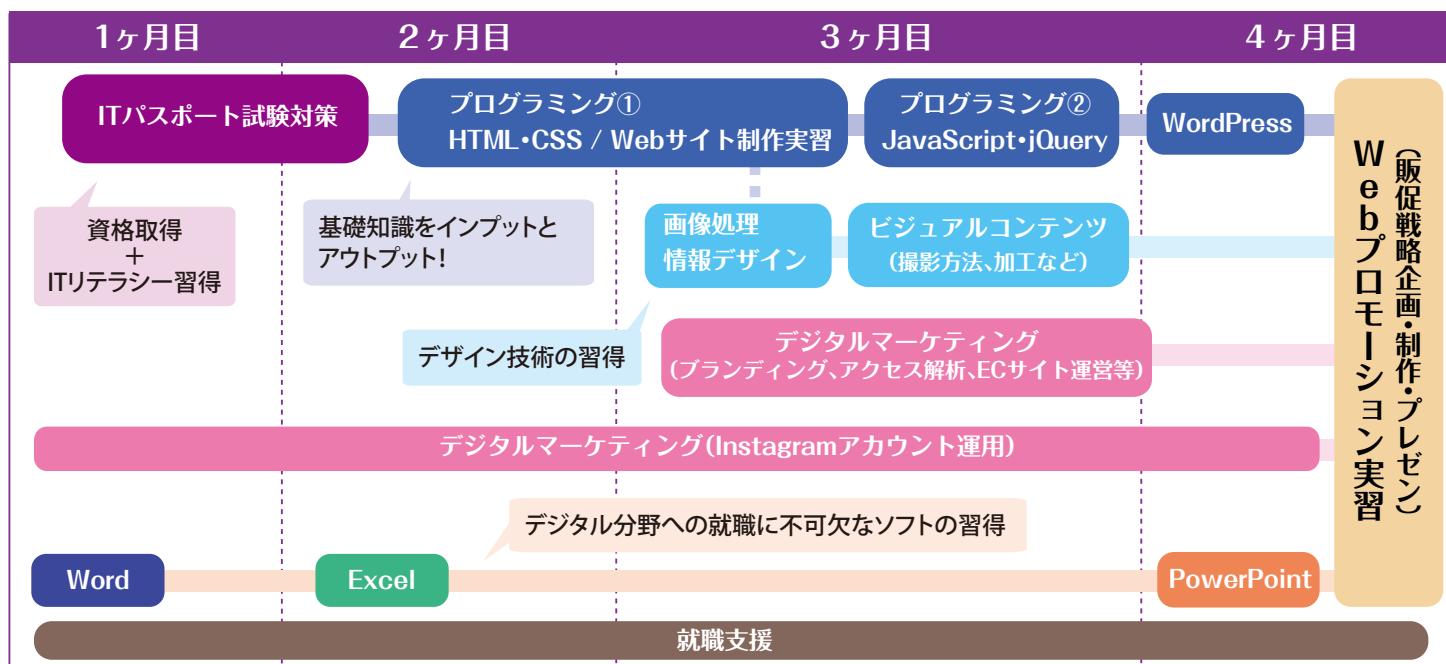 1ヶ月目
2ヶ月目
3ヶ月目
4ヶ月目
ITパスポート試験対策
プログラミング①
HTML・CSS / Webサイト制作実習
プログラミング②
JavaScript・jQuery
WordPress
資格取得
+
ITリテラシー習得
基礎知識をインプットと
アウトプット!
画像処理
情報デザイン
ビジュアルコンテンツ
(撮影方法、加工など)
デザイン技術の習得
デジタルマーケティング
(ブランディング、アクセス解析、ECサイト運営等)
デジタルマーケティング(Instagramアカウント運用)
デジタル分野への就職に不可欠なソフトの習得
Word
Excel
PowerPoint
(販促戦略企画・制作・プレゼン)
Webプロモーション実習
就職支援